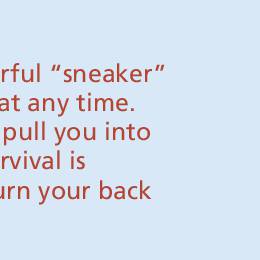 rful “sneaker”
at any time.
pull you into
rvival is
urn your back